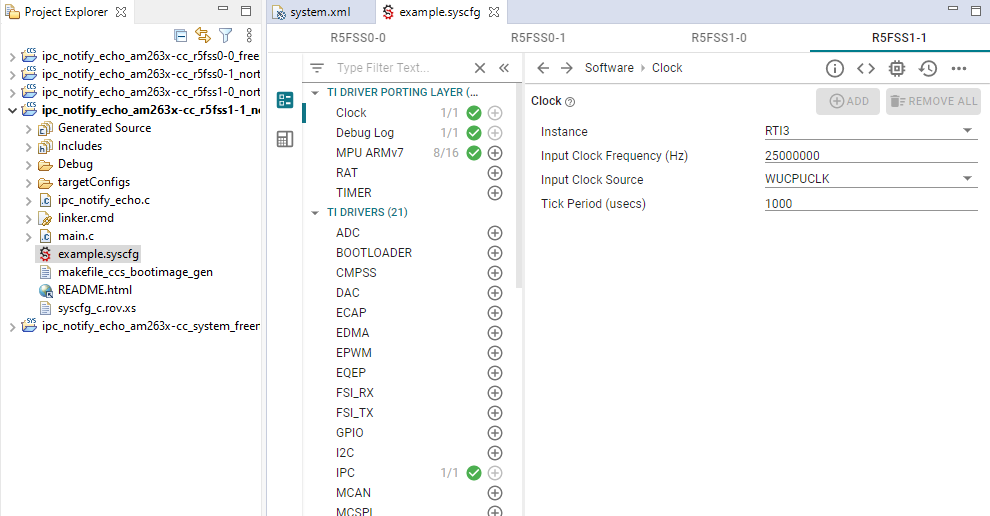 Project Explorer
ipc_notify_echo_am263x-cc_r5fss0-0_free
ipc_notify_echo_am263x-cc_r5fss0-1_nort
ipc_notify_echo_am263x-cc_r5fss1-0_nort
ipc_notify_echo_am263x-cc_r5fss1-1_no
Generated Source
Includes
Debug
targetConfigs
ipc_notify_echo.c
linker.cmd
main.c
example.syscfg
makefile_ccs_bootimage_gen
README.html
syscfg_c.rov.xs
ipc_notify_echo_am263x-cc_system_freer
system.xml
example.syscfg
R5FSS0-0
R5FSS0-1
R5FSS1-0
R5FSS1-1
Type Filter Text...
TI DRIVER PORTING LAYER (...
Clock 1/1
Debug Log 1/1
MPU ARMv7 8/16
RAT
TIMER
TI DRIVERS (21)
ADC
BOOTLOADER
CMPSS
DAC
ECAP
EDMA
EPWM
EQEP
FSI_RX
FSI_TX
GPIO
I2C
IPC 1/1
MCAN
MCSPI
Software › Clock
Clock
ADD
REMOVE ALL
Instance RTI3
Input Clock Frequency (Hz) 25000000
Input Clock Source WUCPUCLK
Tick Period (usecs) 1000